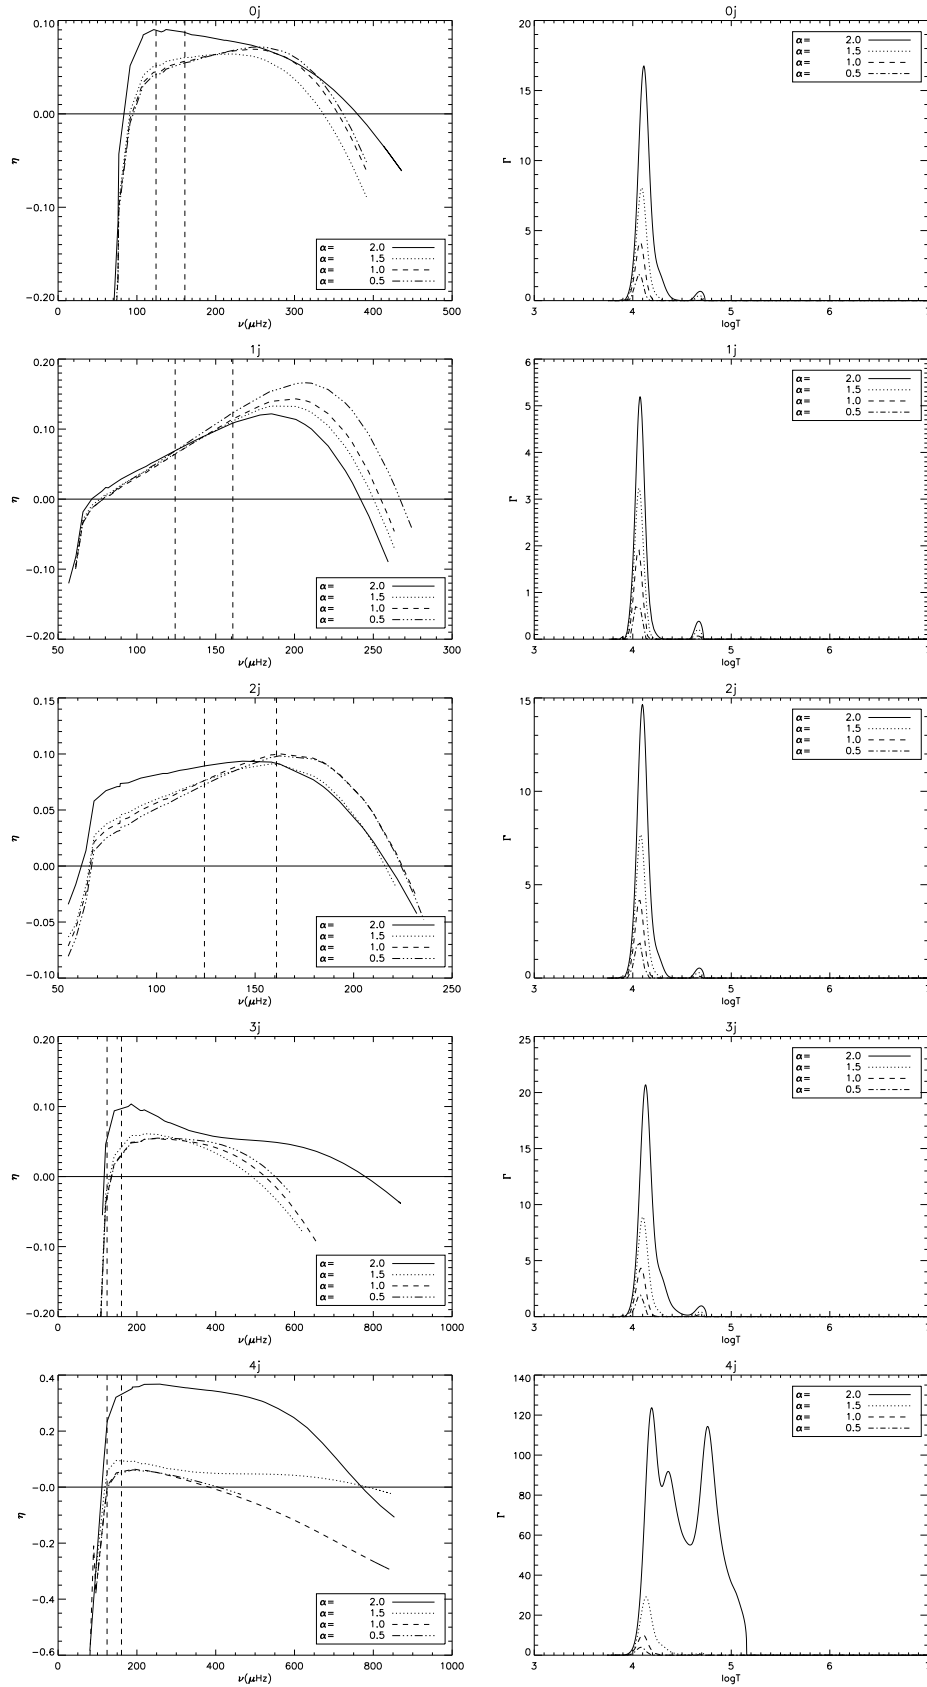 0j
0.10
0.00
−0.10
−0.20
η
α= 2.0
α= 1.5
α= 1.0
α= 0.5
0 100 200 300 400 500
ν(μHz)
0j
20
15
10
5
0
Γ
α= 2.0
α= 1.5
α= 1.0
α= 0.5
3 4 5 6 7
logT
1j
0.20
0.10
0.00
−0.10
−0.20
η
α= 2.0
α= 1.5
α= 1.0
α= 0.5
50 100 150 200 250 300
ν(μHz)
1j
6
5
4
3
2
1
0
Γ
α= 2.0
α= 1.5
α= 1.0
α= 0.5
3 4 5 6 7
logT
2j
0.15
0.10
0.05
0.00
−0.05
−0.10
η
α= 2.0
α= 1.5
α= 1.0
α= 0.5
50 100 150 200 250
ν(μHz)
2j
15
10
5
0
Γ
α= 2.0
α= 1.5
α= 1.0
α= 0.5
3 4 5 6 7
logT
3j
0.20
0.10
0.00
−0.10
−0.20
η
α= 2.0
α= 1.5
α= 1.0
α= 0.5
0 200 400 600 800 1000
ν(μHz)
3j
25
20
15
10
5
0
Γ
α= 2.0
α= 1.5
α= 1.0
α= 0.5
3 4 5 6 7
logT
4j
0.4
0.2
−0.0
−0.2
−0.4
−0.6
η
α= 2.0
α= 1.5
α= 1.0
α= 0.5
0 200 400 600 800 1000
ν(μHz)
4j
140
120
100
80
60
40
20
0
Γ
α= 2.0
α= 1.5
α= 1.0
α= 0.5
3 4 5 6 7
logT